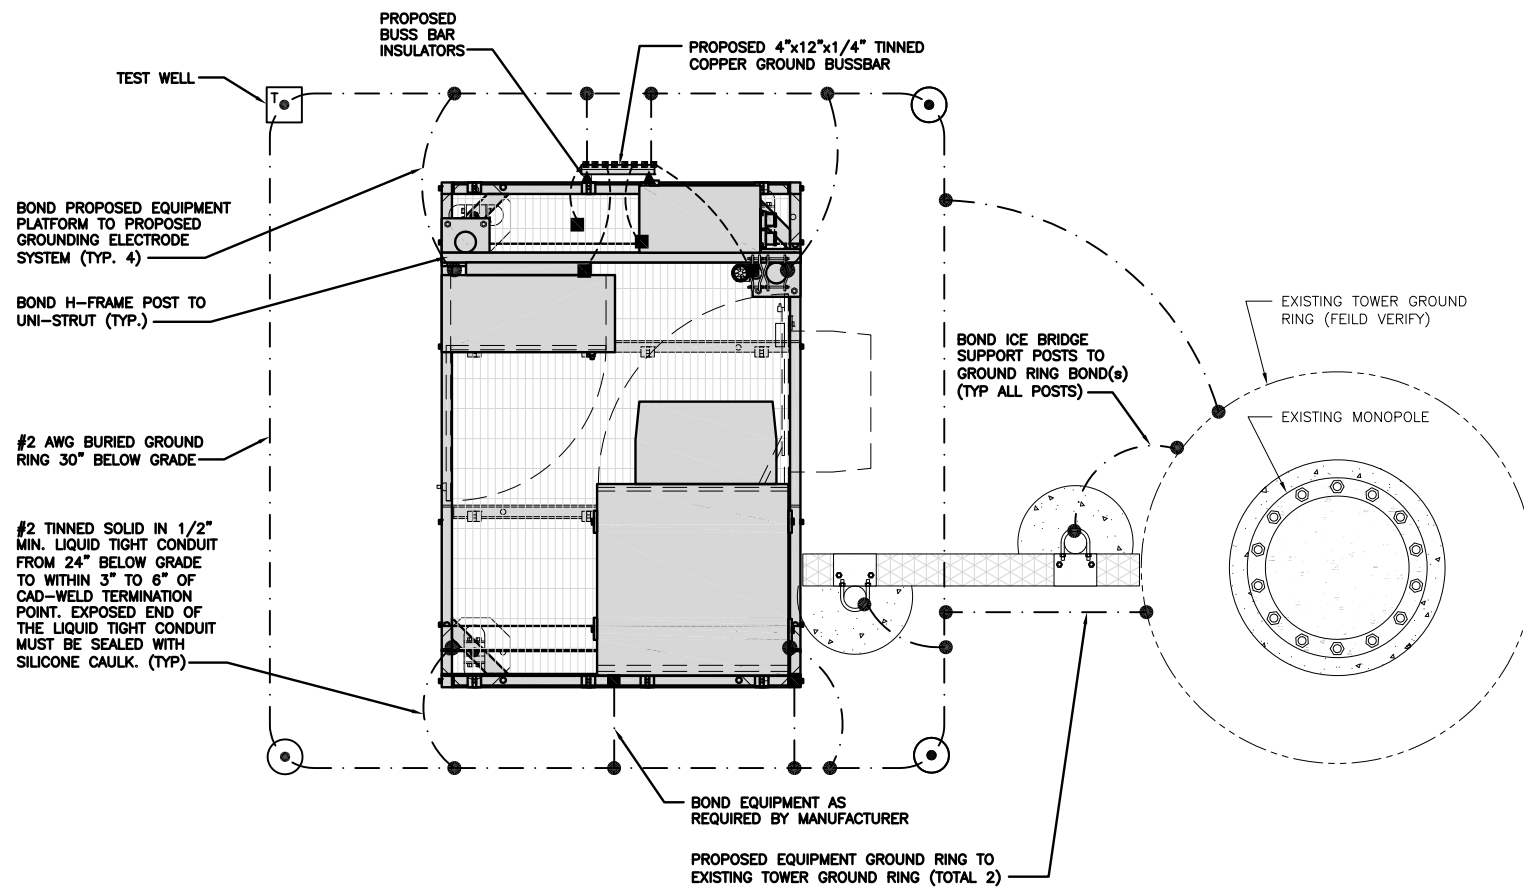 PROPOSED
BUSS BAR
INSULATORS
PROPOSED 4"x12"x1/4" TINNED
COPPER GROUND BUSSBAR
TEST WELL
T
BOND PROPOSED EQUIPMENT
PLATFORM TO PROPOSED
GROUNDING ELECTRODE
SYSTEM (TYP. 4)
BOND H-FRAME POST TO
UNI-STRUT (TYP.)
EXISTING TOWER GROUND
RING (FEILD VERIFY)
BOND ICE BRIDGE
SUPPORT POSTS TO
GROUND RING BOND(s)
(TYP ALL POSTS)
EXISTING MONOPOLE
#2 AWG BURIED GROUND
RING 30" BELOW GRADE
#2 TINNED SOLID IN 1/2"
MIN. LIQUID TIGHT CONDUIT
FROM 24" BELOW GRADE
TO WITHIN 3" TO 6" OF
CAD-WELD TERMINATION
POINT. EXPOSED END OF
THE LIQUID TIGHT CONDUIT
MUST BE SEALED WITH
SILICONE CAULK. (TYP)
BOND EQUIPMENT AS
REQUIRED BY MANUFACTURER
PROPOSED EQUIPMENT GROUND RING TO
EXISTING TOWER GROUND RING (TOTAL 2)